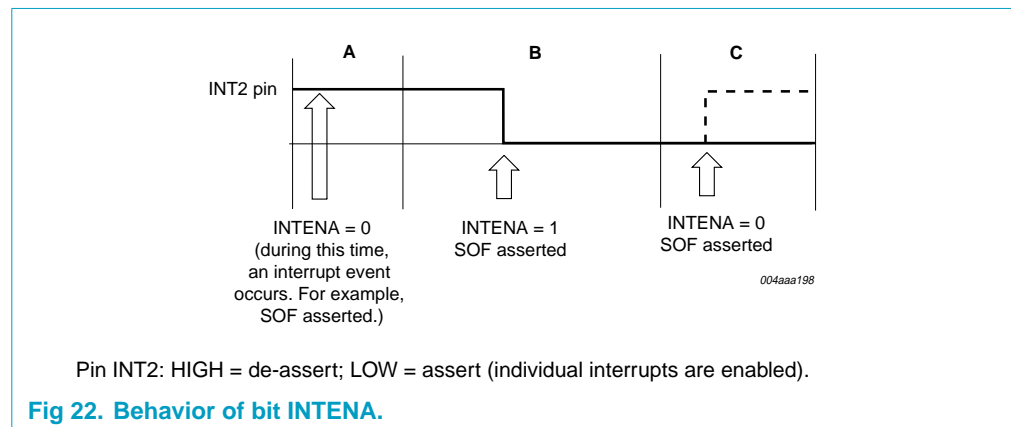 A
B
C
INT2 pin
INTENA = 0
(during this time,
an interrupt event
occurs. For example,
SOF asserted.)
INTENA = 1
SOF asserted
INTENA = 0
SOF asserted
004aaa198
Pin INT2: HIGH = de-assert; LOW = assert (individual interrupts are enabled).
Fig 22. Behavior of bit INTENA.